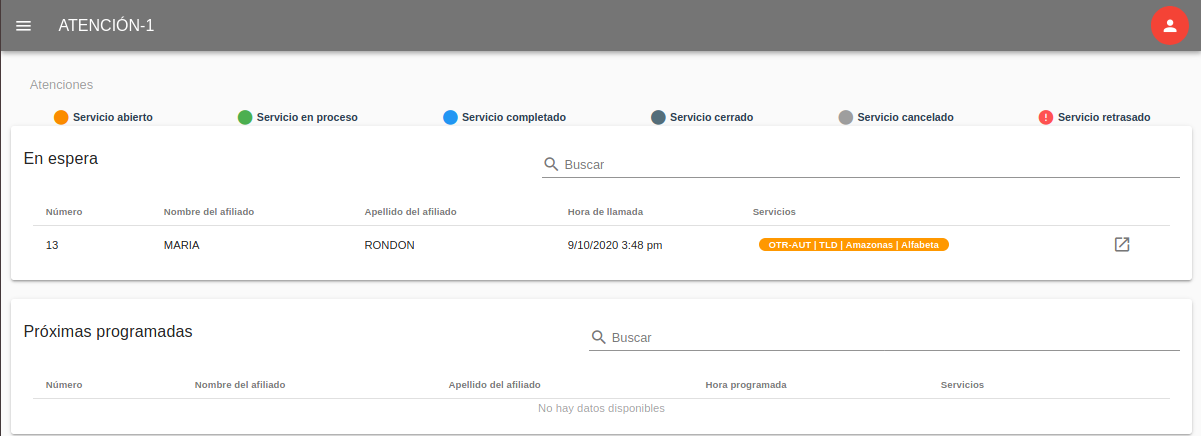 ATENCIÓN-1
Atenciones
Servicio abierto Servicio en proceso Servicio completado Servicio cerrado Servicio cancelado Servicio retrasado
En espera
Buscar
Número Nombre del afiliado Apellido del afiliado Hora de llamada Servicios
13 MARIA RONDON 9/10/2020 3:48 pm OTR-AUT | TLD | Amazonas | Alfabeta
Próximas programadas
Buscar
Número Nombre del afiliado Apellido del afiliado Hora programada Servicios
No hay datos disponibles